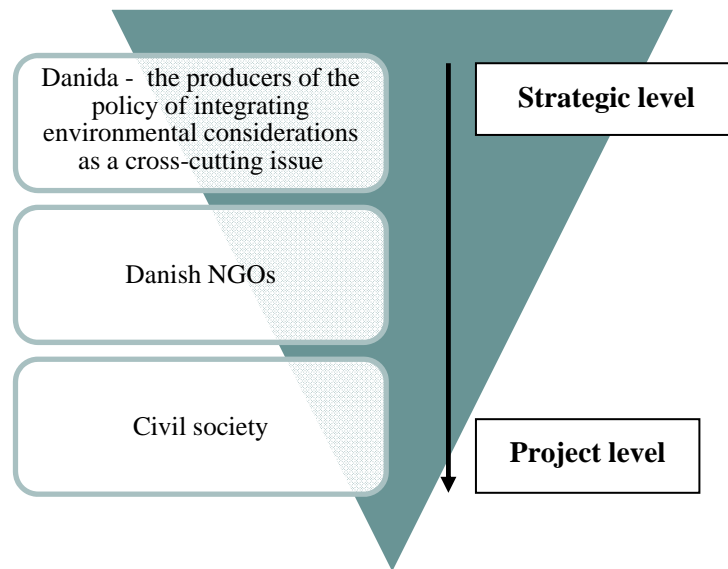 Danida -  the producers of the
policy of integrating
environmental considerations
as a cross-cutting issue
Strategic level
Danish NGOs
Civil society
Project level